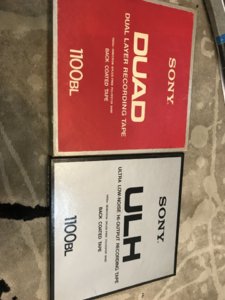 SONY.
DUAD
DUAL LAYER RECORDING TAPE
BACK COATED TAPE
1100BL
SONY.
ULH
ULTRA LOW-NOISE HI-OUTPUT RECORDING TAPE
BACK COATED TAPE
1100BL